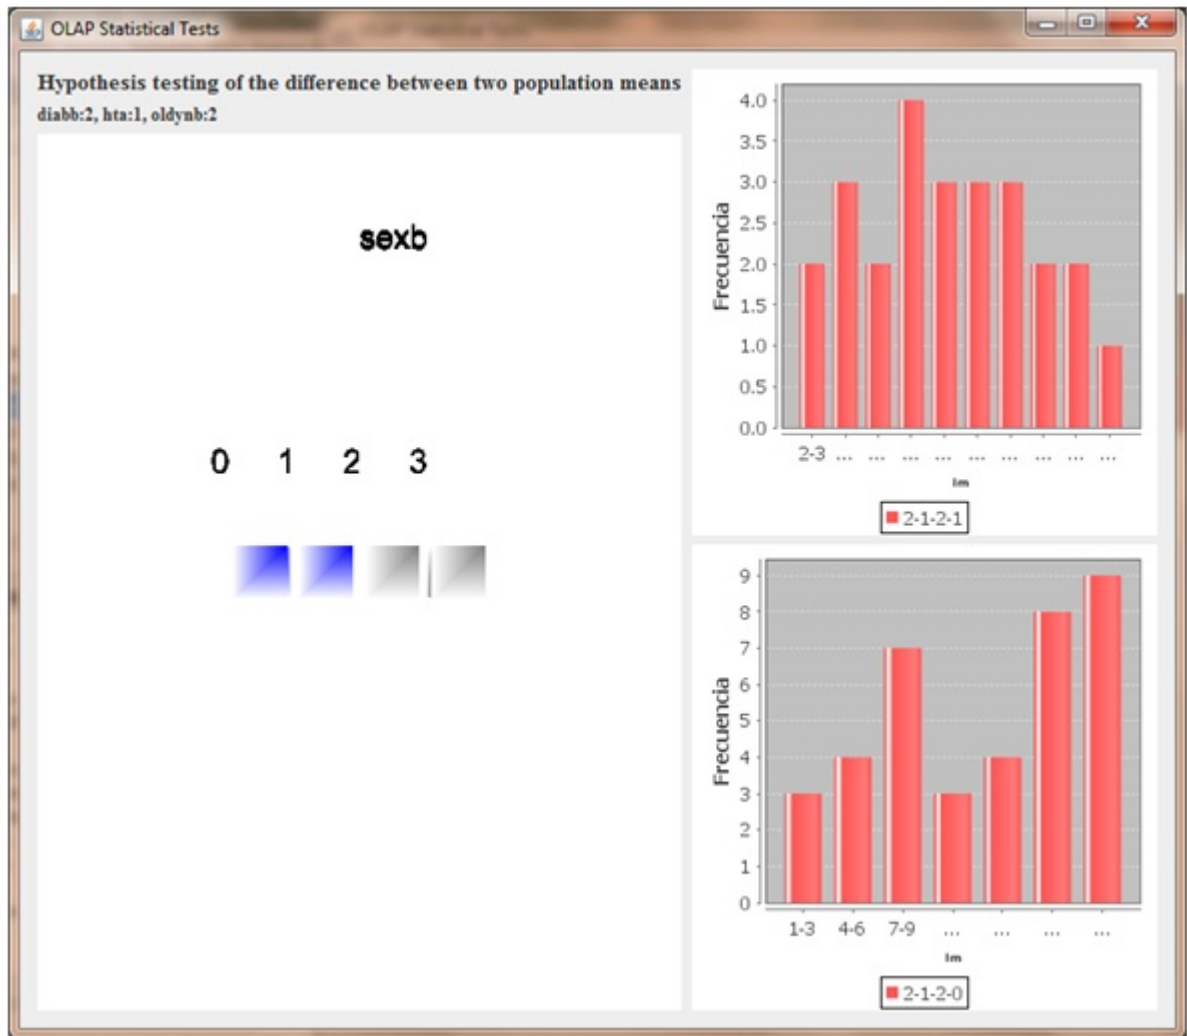 OLAP Statistical Tests
Hypothesis testing of the difference between two population means
diabb:2, hta:1, oldynb:2
sexb
0 1 2 3
4.0
3.5
3.0
2.5
2.0
1.5
1.0
0.5
0.0
Frecuencia
2-3 ... ... ... ... ... ... ... ... ...
lm
2-1-2-1
9
8
7
6
5
4
3
2
1
0
Frecuencia
1-3 4-6 7-9 ... ... ... ...
lm
2-1-2-0